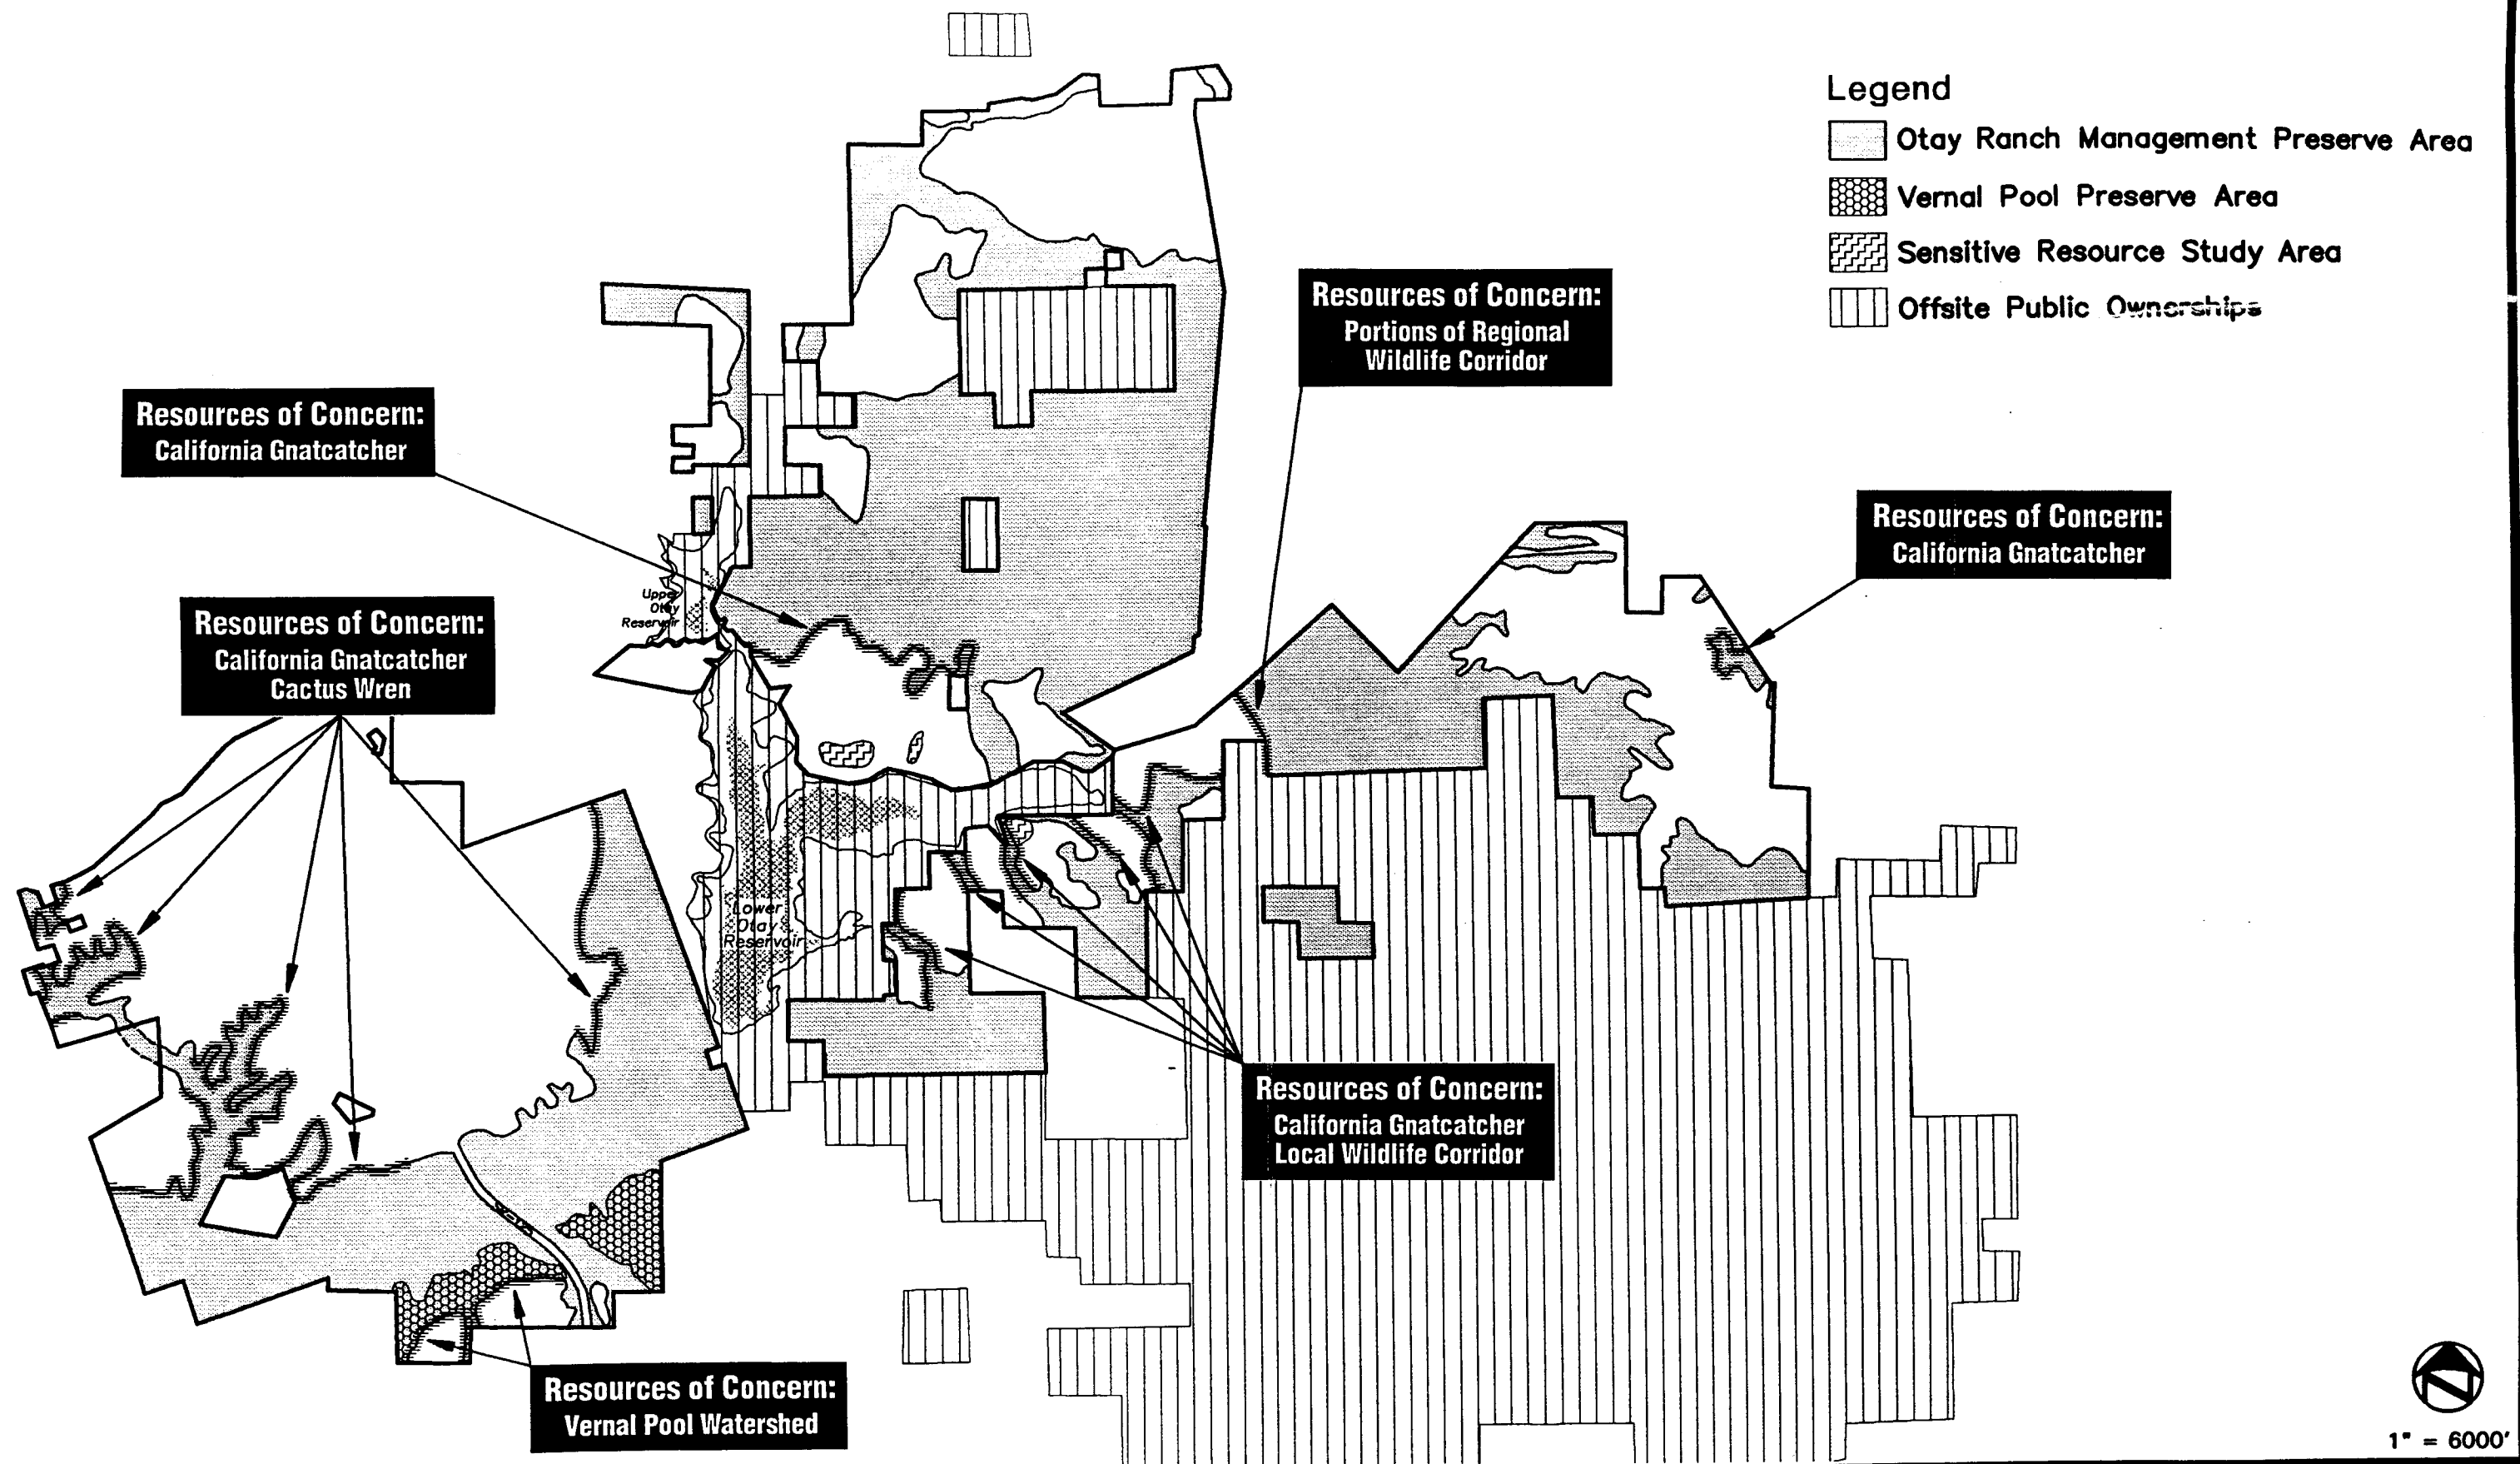 Legend
Otay Ranch Management Preserve Area
Vernal Pool Preserve Area
Sensitive Resource Study Area
Offsite Public Ownerships
Resources of Concern:
Portions of Regional
Wildlife Corridor
Resources of Concern:
California Gnatcatcher
Resources of Concern:
California Gnatcatcher
Resources of Concern:
California Gnatcatcher
Cactus Wren
Upper
Otay
Reservoir
Lower
Otay
Reservoir
Resources of Concern:
California Gnatcatcher
Local Wildlife Corridor
Resources of Concern:
Vernal Pool Watershed
1" = 6000'